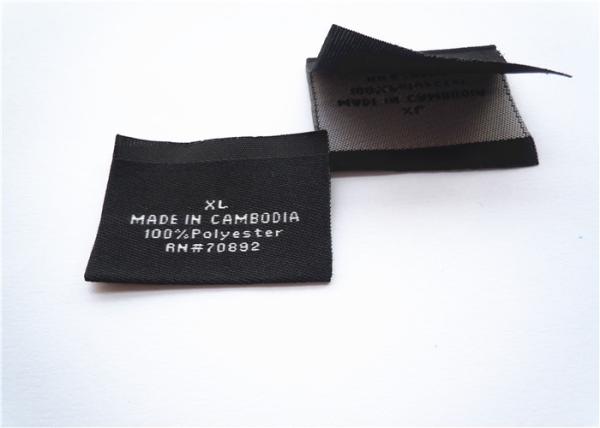 XL
MADE IN CAMBODIA
100%Polyester
RN#70892